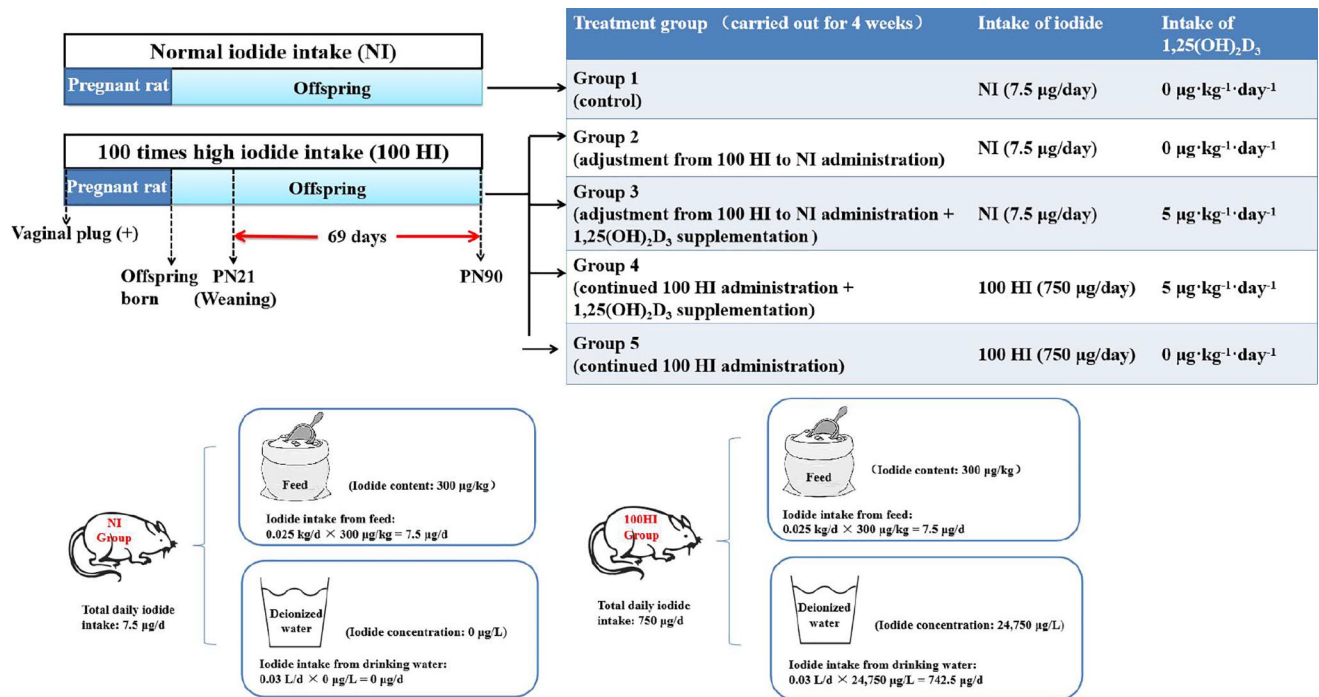 Normal iodide intake (NI)
Pregnant rat
Offspring
100 times high iodide intake (100 HI)
Pregnant rat
Offspring
Vaginal plug (+)
69 days
Offspring
born
PN21
(Weaning)
PN90
Treatment group （carried out for 4 weeks）
Intake of iodide
Intake of
1,25(OH)₂D₃
Group 1
(control)
NI (7.5 μg/day)
0 μg·kg⁻¹·day⁻¹
Group 2
(adjustment from 100 HI to NI administration)
NI (7.5 μg/day)
0 μg·kg⁻¹·day⁻¹
Group 3
(adjustment from 100 HI to NI administration +
1,25(OH)₂D₃ supplementation )
NI (7.5 μg/day)
5 μg·kg⁻¹·day⁻¹
Group 4
(continued 100 HI administration +
1,25(OH)₂D₃ supplementation)
100 HI (750 μg/day)
5 μg·kg⁻¹·day⁻¹
Group 5
(continued 100 HI administration)
100 HI (750 μg/day)
0 μg·kg⁻¹·day⁻¹
NI
Group
Total daily iodide
intake: 7.5 μg/d
Feed
(Iodide content: 300 μg/kg)
Iodide intake from feed:
0.025 kg/d × 300 μg/kg = 7.5 μg/d
Deionized
water
(Iodide concentration: 0 μg/L)
Iodide intake from drinking water:
0.03 L/d × 0 μg/L = 0 μg/d
100HI
Group
Total daily iodide
intake: 750 μg/d
Feed
（Iodide content: 300 μg/kg）
Iodide intake from feed:
0.025 kg/d × 300 μg/kg = 7.5 μg/d
Deionized
water
(Iodide concentration: 24,750 μg/L)
Iodide intake from drinking water:
0.03 L/d × 24,750 μg/L = 742.5 μg/d